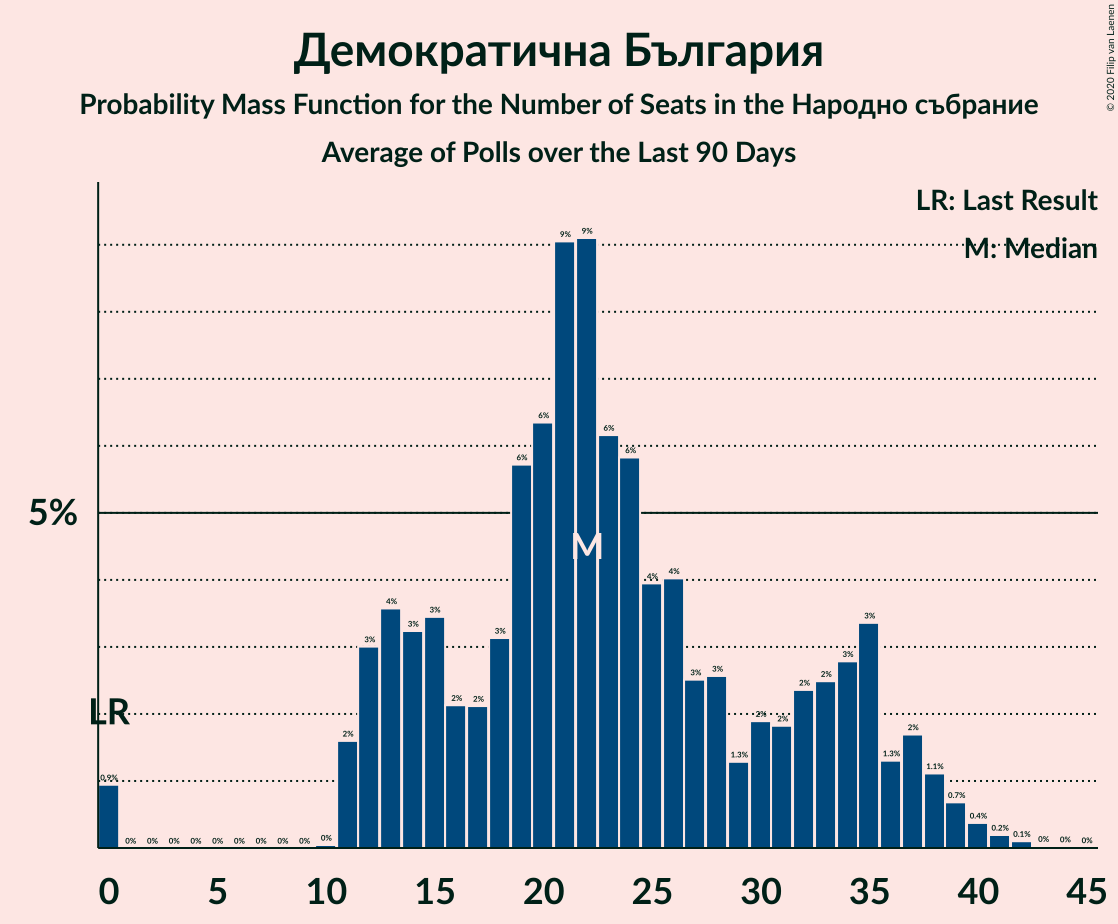 Демократична България
Probability Mass Function for the Number of Seats in the Народно събрание
Average of Polls over the Last 90 Days
© 2020 Filip van Laenen
LR: Last Result
M: Median
9% 9%
6% 6% 6% 6%
5%
M
4% 4%
4% 3% 3% 3% 3% 3%
3% 3% 3%
2% 2% 2% 2%
LR
2% 2% 2% 2%
1.3% 1.3% 1.1%
0.9% 0.7% 0.4% 0.2% 0.1%
0% 0% 0% 0% 0% 0% 0% 0% 0% 0% 0% 0% 0%
0 5 10 15 20 25 30 35 40 45